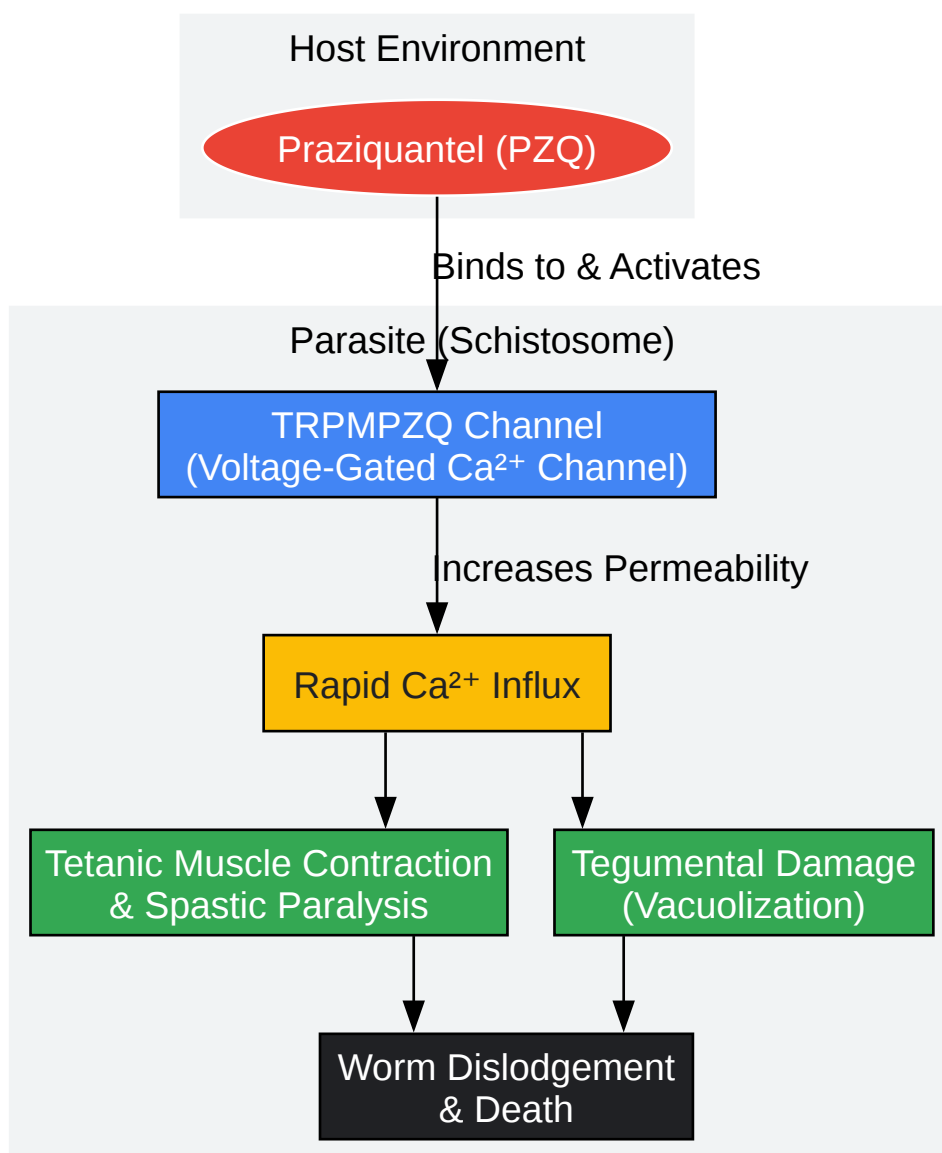 Host Environment
Praziquantel (PZQ)
Binds to & Activates
Parasite (Schistosome)
TRPMPZQ Channel
(Voltage-Gated Ca²⁺ Channel)
Increases Permeability
Rapid Ca²⁺ Influx
Tetanic Muscle Contraction
& Spastic Paralysis
Tegumental Damage
(Vacuolization)
Worm Dislodgement
& Death